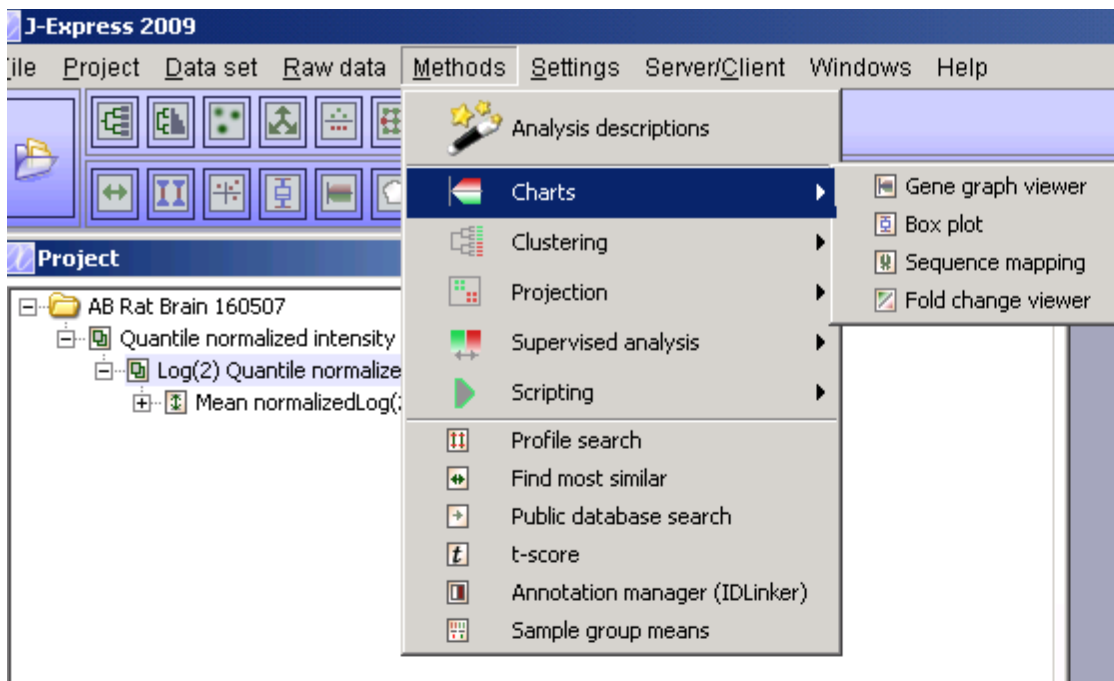 J-Express 2009
ile Project Data set Raw data Methods Settings Server/Client Windows Help
Analysis descriptions
Charts
Gene graph viewer
Box plot
Sequence mapping
Fold change viewer
Clustering
Projection
Supervised analysis
Scripting
Profile search
Find most similar
Public database search
t t-score
Annotation manager (IDLinker)
Sample group means
Project
AB Rat Brain 160507
Quantile normalized intensity
Log(2) Quantile normalize
Mean normalizedLog(